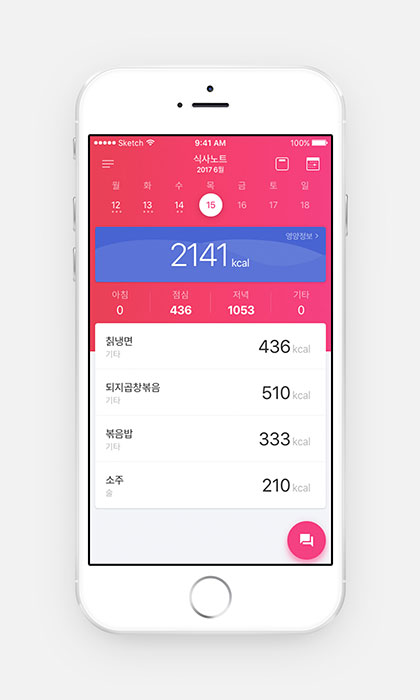 Sketch 9:41 AM 100%
식사노트
2017 6월
월 화 수 목 금 토 일
12 13 14 15 16 17 18
영양정보 >
2141 kcal
아침 점심 저녁 기타
0 436 1053 0
칡냉면 436 kcal
기타
돼지곱창볶음 510 kcal
기타
볶음밥 333 kcal
기타
소주 210 kcal
술